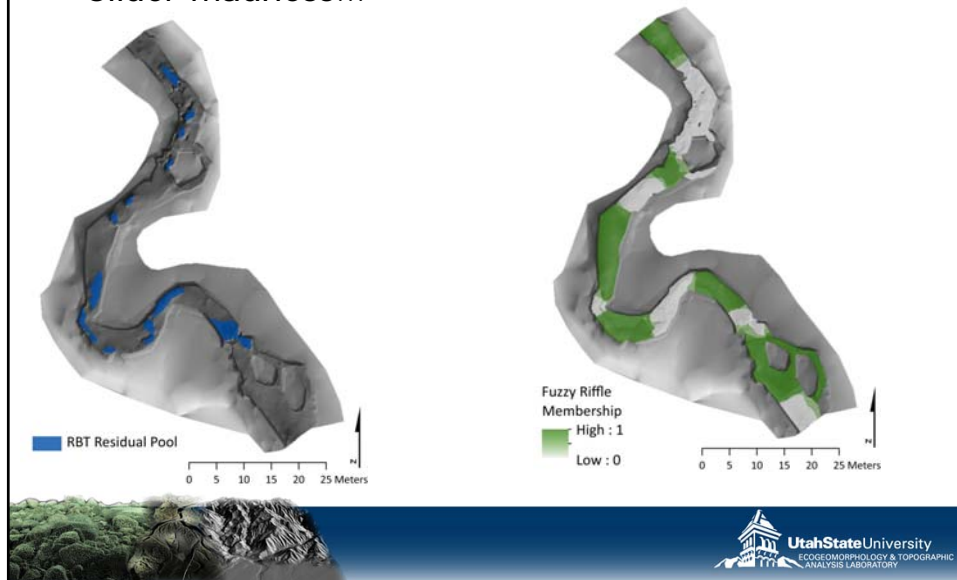 RBT Residual Pool
0 5 10 15 20 25 Meters
N
Fuzzy Riffle
Membership
High : 1
Low : 0
0 5 10 15 20 25 Meters
N
UtahStateUniversity
ECOGEOMORPHOLOGY & TOPOGRAPHIC
ANALYSIS LABORATORY